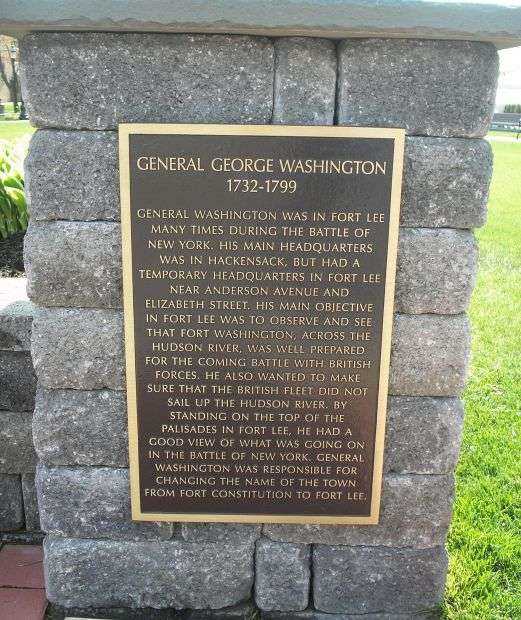 GENERAL GEORGE WASHINGTON
1732-1799
GENERAL WASHINGTON WAS IN FORT LEE
MANY TIMES DURING THE BATTLE OF
NEW YORK. HIS MAIN HEADQUARTERS
WAS IN HACKENSACK, BUT HAD A
TEMPORARY HEADQUARTERS IN FORT LEE
NEAR ANDERSON AVENUE AND
ELIZABETH STREET. HIS MAIN OBJECTIVE
IN FORT LEE WAS TO OBSERVE AND SEE
THAT FORT WASHINGTON, ACROSS THE
HUDSON RIVER, WAS WELL PREPARED
FOR THE COMING BATTLE WITH BRITISH
FORCES. HE ALSO WANTED TO MAKE
SURE THAT THE BRITISH FLEET DID NOT
SAIL UP THE HUDSON RIVER. BY
STANDING ON THE TOP OF THE
PALISADES IN FORT LEE, HE HAD A
GOOD VIEW OF WHAT WAS GOING ON
IN THE BATTLE OF NEW YORK. GENERAL
WASHINGTON WAS RESPONSIBLE FOR
CHANGING THE NAME OF THE TOWN
FROM FORT CONSTITUTION TO FORT LEE.